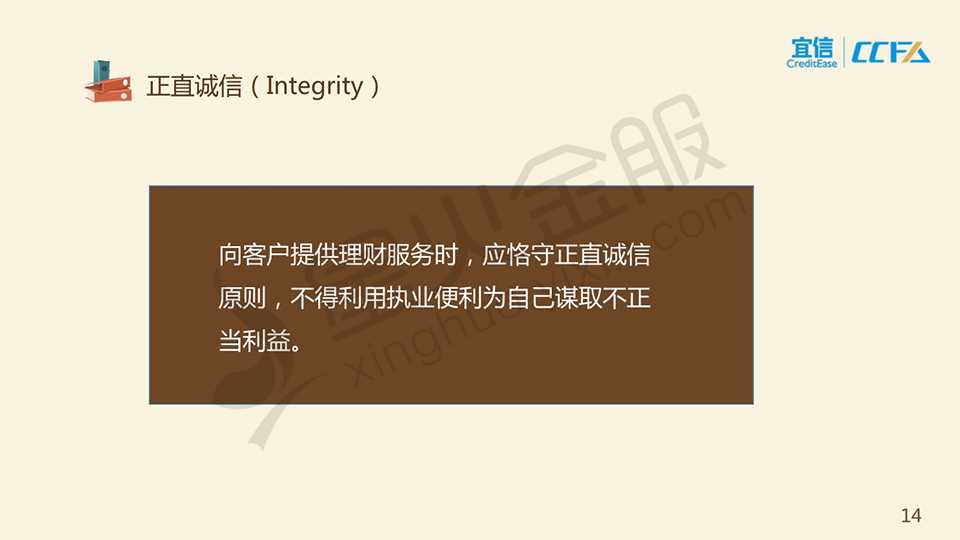 宜信
CreditEase
CCFA
正直诚信（Integrity）
向客户提供理财服务时，应恪守正直诚信
原则，不得利用执业便利为自己谋取不正
当利益。
星火金服
14